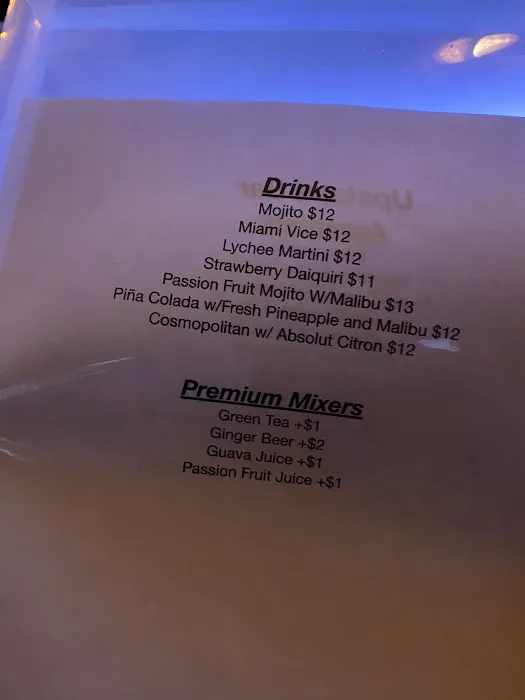 Drinks
Mojito $12
Miami Vice $12
Lychee Martini $12
Strawberry Daiquiri $11
Passion Fruit Mojito W/Malibu $13
Piña Colada w/Fresh Pineapple and Malibu $12
Cosmopolitan w/ Absolut Citron $12
Premium Mixers
Green Tea +$1
Ginger Beer +$2
Guava Juice +$1
Passion Fruit Juice +$1